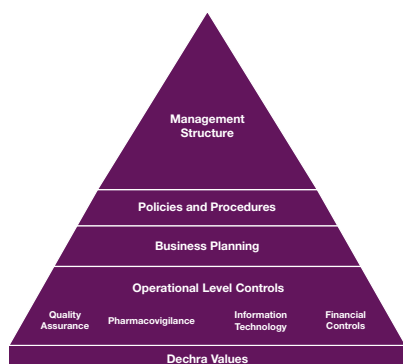 Management
Structure
Policies and Procedures
Business Planning
Operational Level Controls
Quality
Assurance
Pharmacovigilance
Information
Technology
Financial
Controls
Dechra Values